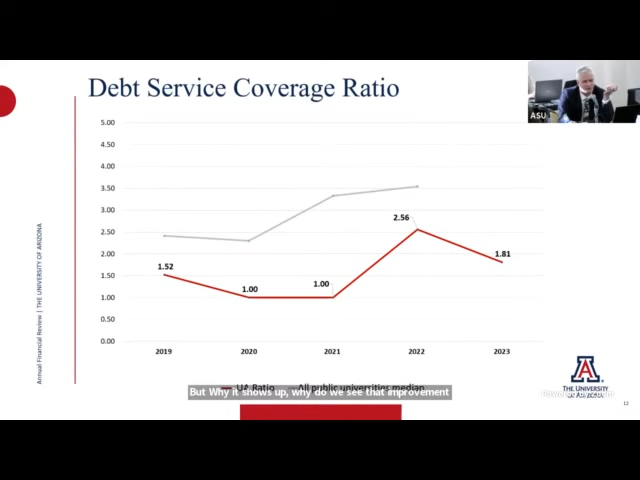 Debt Service Coverage Ratio
ASU
5.00
4.50
4.00
3.50
3.00
2.50
2.00
1.50
1.00
0.50
0.00
1.52
1.00
1.00
2.56
1.81
2019
2020
2021
2022
2023
UA Ratio
All public universities median
But Why it shows up, why do we see that improvement
Annual Financial Review | THE UNIVERSITY OF ARIZONA
A
THE UNIVERSITY
OF ARIZONA
12